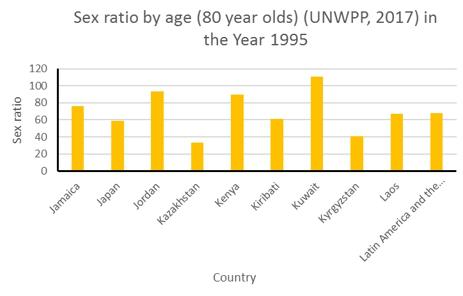 Sex ratio by age (80 year olds) (UNWPP, 2017) in
the Year 1995
120
100
80
60
40
20
0
Sex ratio
Jamaica
Japan
Jordan
Kazakhstan
Kenya
Kiribati
Kuwait
Kyrgyzstan
Laos
Latin America and the...
Country